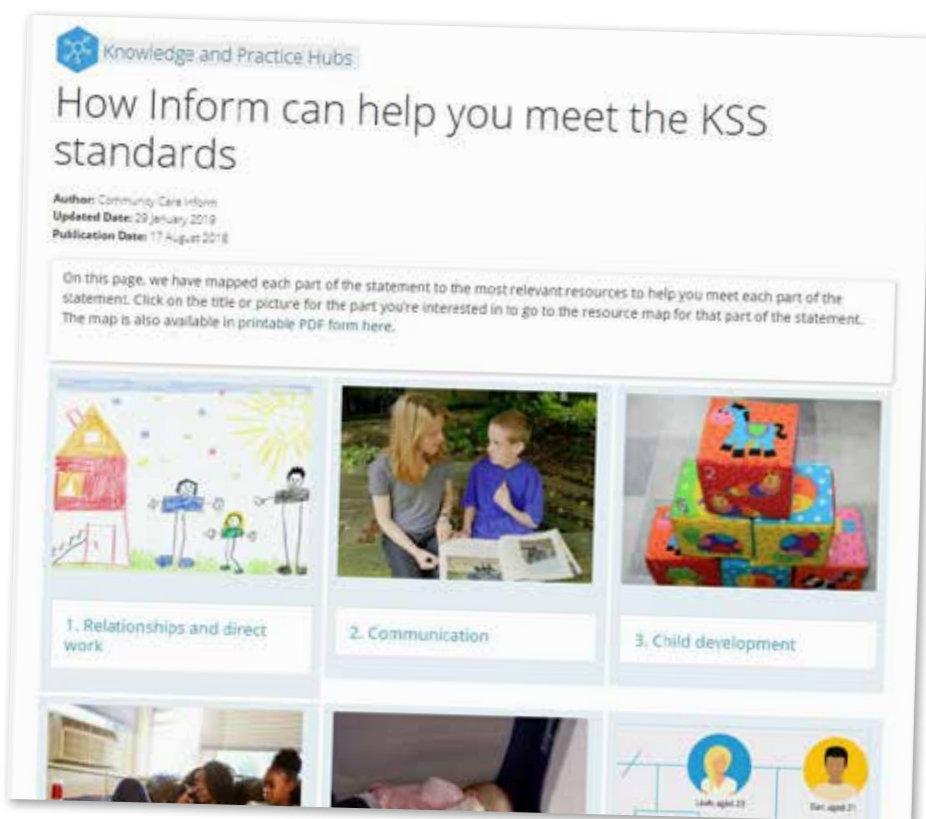 Knowledge and Practice Hubs
How Inform can help you meet the KSS
standards
Author: Community Care Inform
Updated Date: 29 January 2019
Publication Date: 17 August 2018
On this page, we have mapped each part of the statement to the most relevant resources to help you meet each part of the
statement. Click on the title or picture for the part you're interested in to go to the resource map for that part of the statement.
The map is also available in printable PDF form here.
1. Relationships and direct
work
2. Communication
3. Child development
aged 23
aged 21